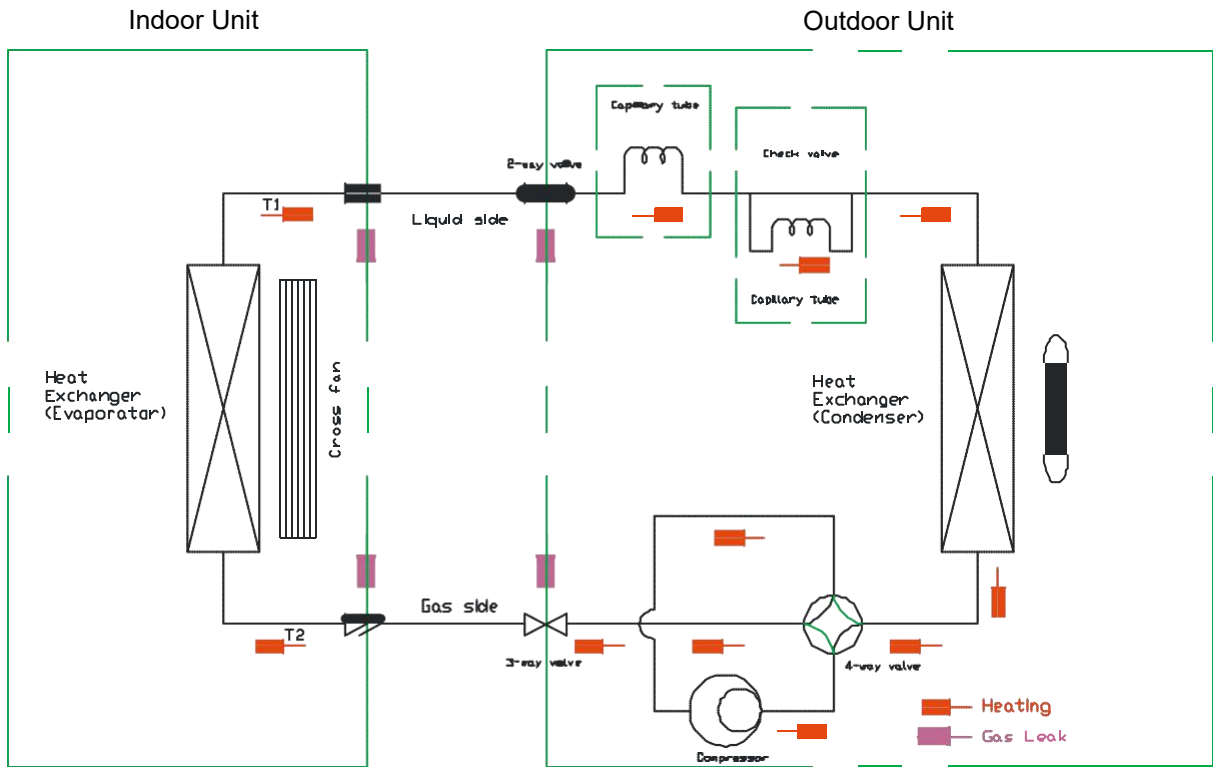 Indoor Unit
Outdoor Unit
Capillary tube
Check valve
2-way valve
T1
Liquid side
Capillary tube
Heat
Exchanger
(Evaporator)
Cross fan
Heat
Exchanger
(Condenser)
Gas side
T2
3-way valve
4-way valve
Heating
Gas Leak
Compressor